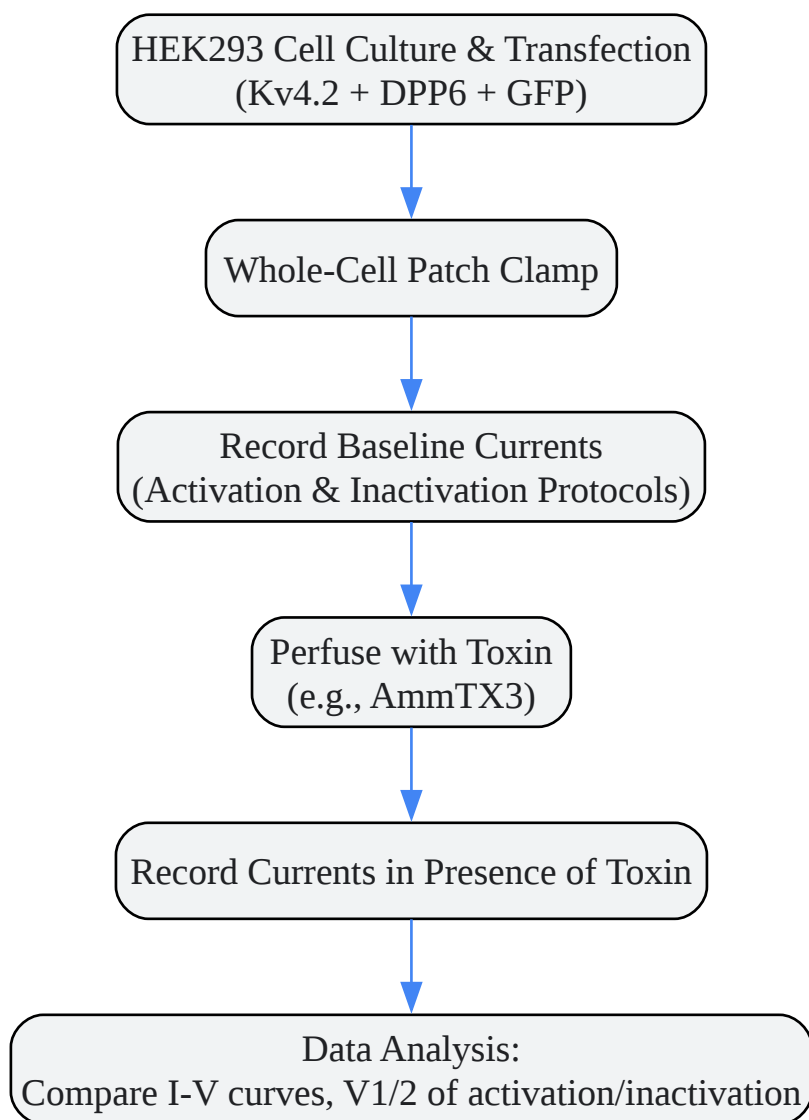 HEK293 Cell Culture & Transfection
(Kv4.2 + DPP6 + GFP)
Whole-Cell Patch Clamp
Record Baseline Currents
(Activation & Inactivation Protocols)
Perfuse with Toxin
(e.g., AmmTX3)
Record Currents in Presence of Toxin
Data Analysis:
Compare I-V curves, V1/2 of activation/inactivation